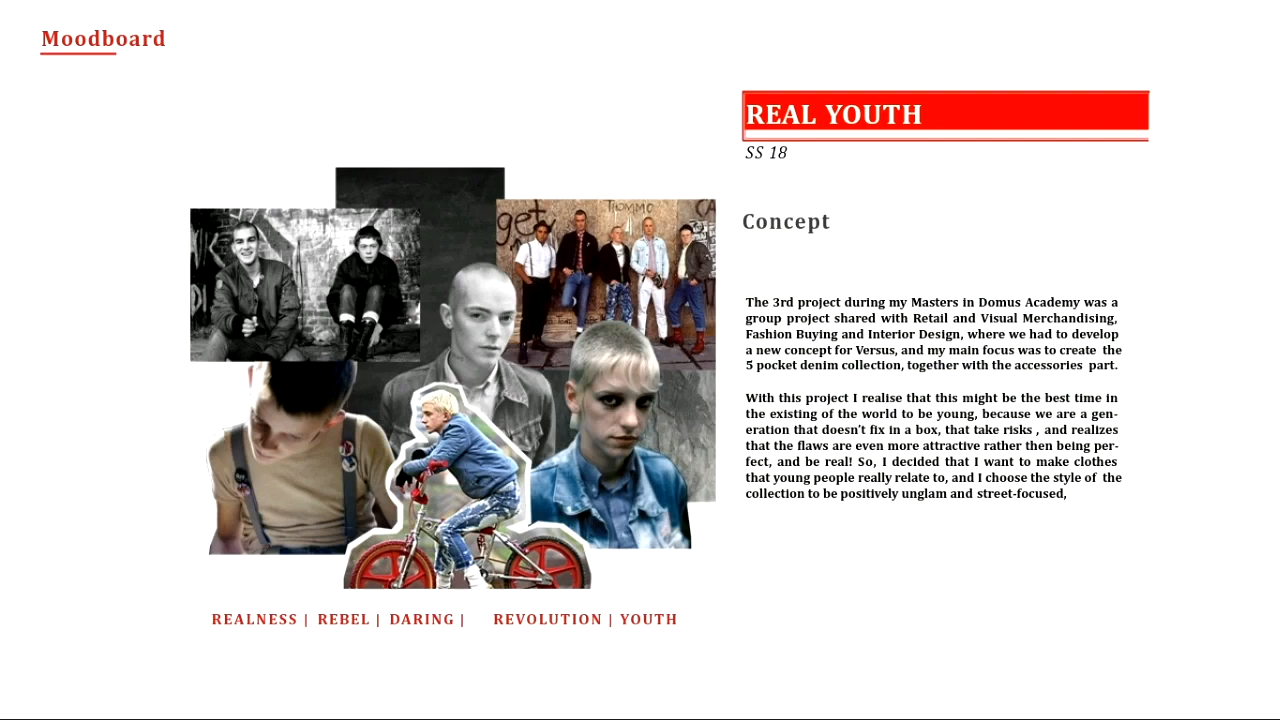 Moodboard
REAL YOUTH
SS 18
Concept
get
The 3rd project during my Masters in Domus Academy was a
group project shared with Retail and Visual Merchandising,
Fashion Buying and Interior Design, where we had to develop
a new concept for Versus, and my main focus was to create the
5 pocket denim collection, together with the accessories part.
With this project I realise that this might be the best time in
the existing of the world to be young, because we are a gen-
eration that doesn't fix in a box, that take risks , and realizes
that the flaws are even more attractive rather then being per-
fect, and be real! So, I decided that I want to make clothes
that young people really relate to, and I choose the style of the
collection to be positively unglam and street-focused,
REALNESS | REBEL | DARING | REVOLUTION | YOUTH